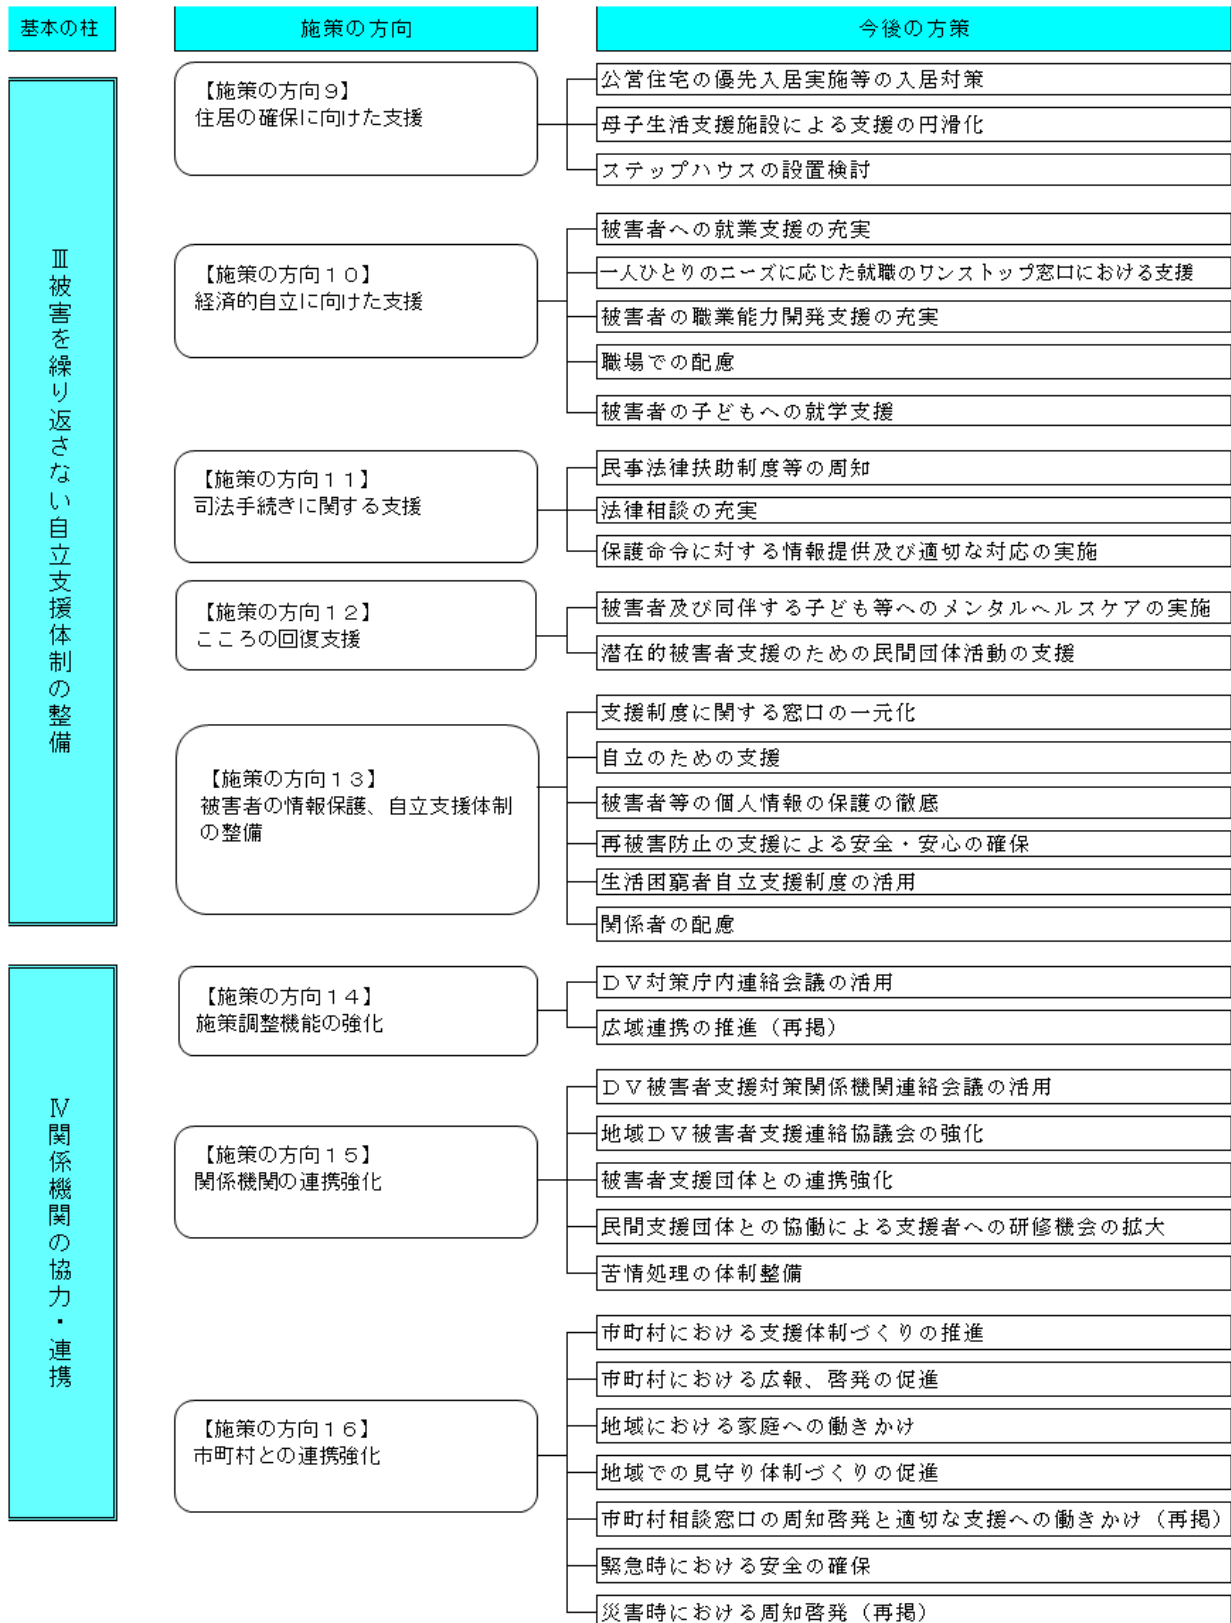 基本の柱
施策の方向
今後の方策
Ⅲ被害を繰り返さない自立支援体制の整備
【施策の方向９】
住居の確保に向けた支援
公営住宅の優先入居実施等の入居対策
母子生活支援施設による支援の円滑化
ステップハウスの設置検討
【施策の方向１０】
経済的自立に向けた支援
被害者への就業支援の充実
一人ひとりのニーズに応じた就職のワンストップ窓口における支援
被害者の職業能力開発支援の充実
職場での配慮
被害者の子どもへの就学支援
【施策の方向１１】
司法手続きに関する支援
民事法律扶助制度等の周知
法律相談の充実
保護命令に対する情報提供及び適切な対応の実施
【施策の方向１２】
こころの回復支援
被害者及び同伴する子ども等へのメンタルヘルスケアの実施
潜在的被害者支援のための民間団体活動の支援
【施策の方向１３】
被害者の情報保護、自立支援体制
の整備
支援制度に関する窓口の一元化
自立のための支援
被害者等の個人情報の保護の徹底
再被害防止の支援による安全・安心の確保
生活困窮者自立支援制度の活用
関係者の配慮
Ⅳ関係機関の協力・連携
【施策の方向１４】
施策調整機能の強化
ＤＶ対策庁内連絡会議の活用
広域連携の推進（再掲）
【施策の方向１５】
関係機関の連携強化
ＤＶ被害者支援対策関係機関連絡会議の活用
地域ＤＶ被害者支援連絡協議会の強化
被害者支援団体との連携強化
民間支援団体との協働による支援者への研修機会の拡大
苦情処理の体制整備
【施策の方向１６】
市町村との連携強化
市町村における支援体制づくりの推進
市町村における広報、啓発の促進
地域における家庭への働きかけ
地域での見守り体制づくりの促進
市町村相談窓口の周知啓発と適切な支援への働きかけ（再掲）
緊急時における安全の確保
災害時における周知啓発（再掲）